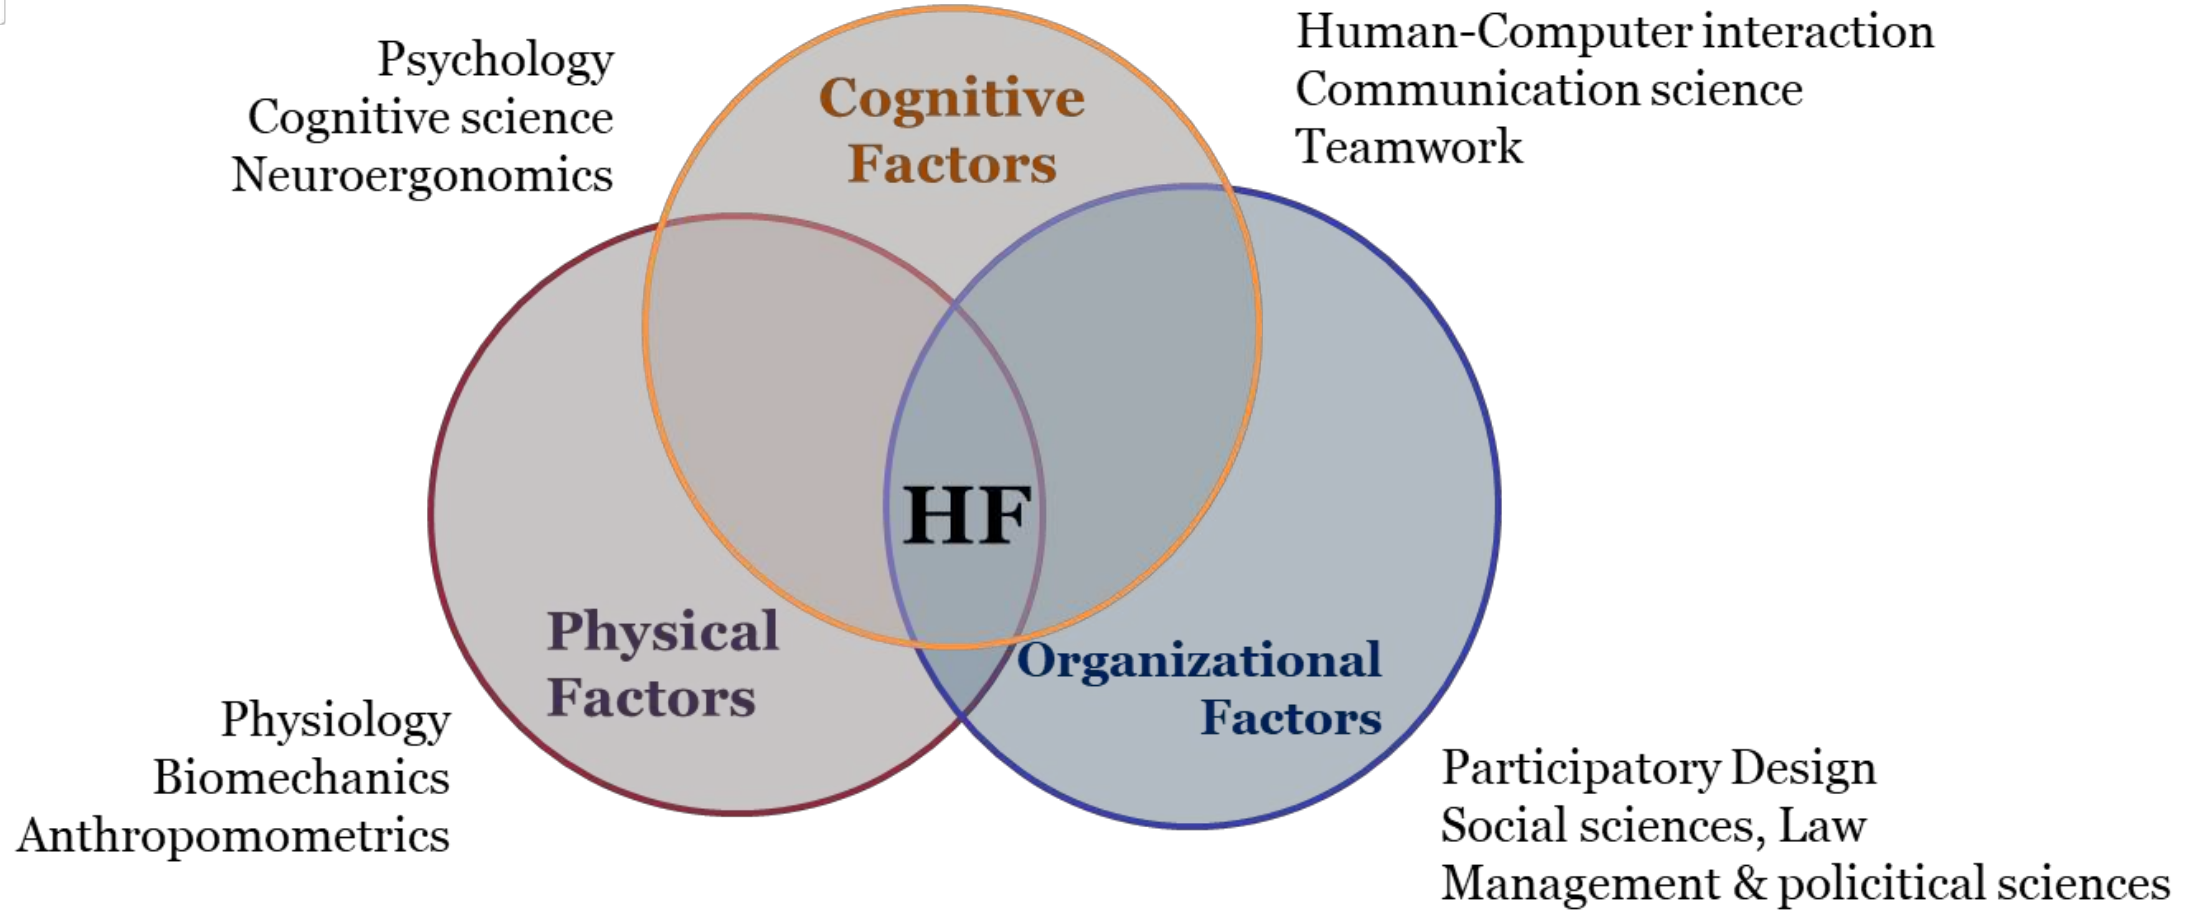 Psychology
Cognitive science
Neuroergonomics
Cognitive
Factors
Human-Computer interaction
Communication science
Teamwork
HF
Physical
Factors
Organizational
Factors
Physiology
Biomechanics
Anthropomometrics
Participatory Design
Social sciences, Law
Management & policitical sciences